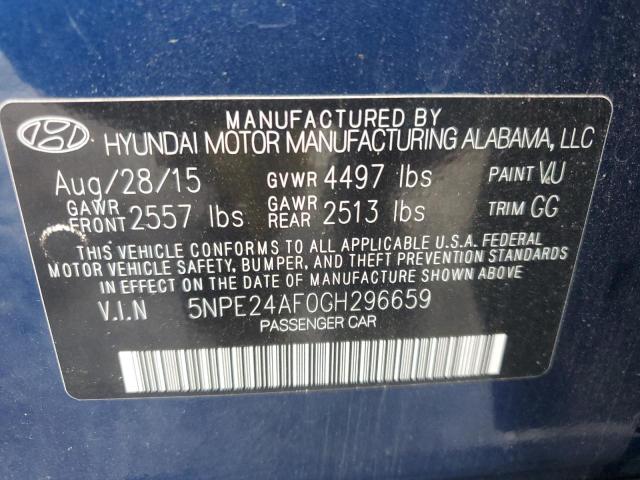 MANUFACTURED BY
HYUNDAI MOTOR MANUFACTURING ALABAMA, LLC
Aug/28/15 GVWR 4497 lbs PAINT VU
GAWR FRONT 2557 lbs GAWR REAR 2513 lbs TRIM GG
THIS VEHICLE CONFORMS TO ALL APPLICABLE U.S.A. FEDERAL
MOTOR VEHICLE SAFETY, BUMPER, AND THEFT PREVENTION STANDARDS
IN EFFECT ON THE DATE OF MANUFACTURE SHOWN ABOVE.
V.I.N 5NPE24AF0GH296659
PASSENGER CAR